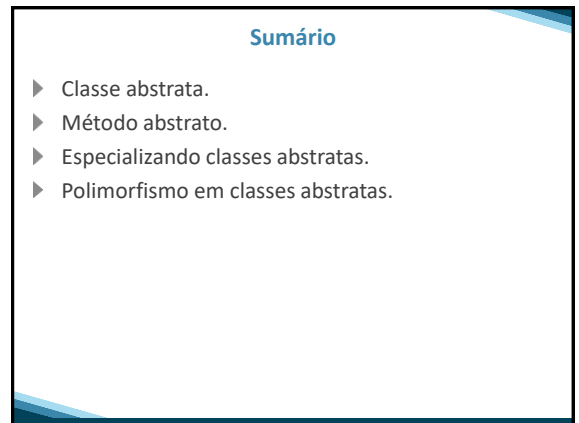 Sumário
Classe abstrata.
Método abstrato.
Especializando classes abstratas.
Polimorfismo em classes abstratas.